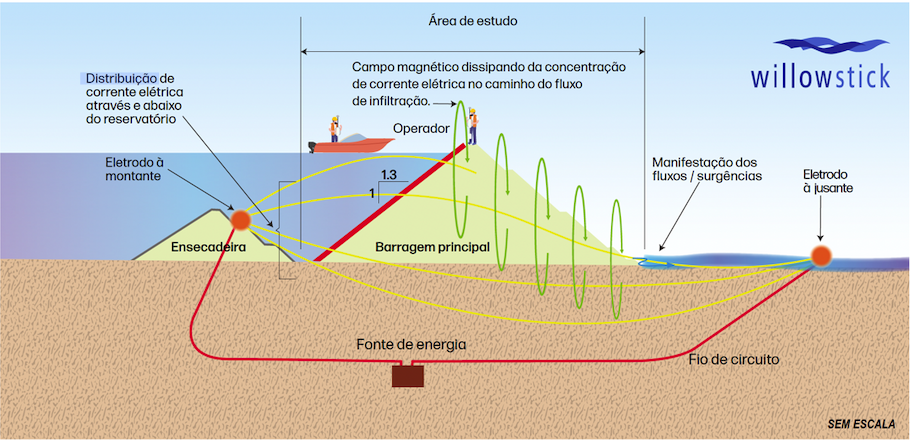 Área de estudo
willowstick
Campo magnético dissipando da concentração
de corrente elétrica no caminho do fluxo
de infiltração.
Distribuição de
corrente elétrica
através e abaixo
do reservatório
Operador
Eletrodo à
montante
1.3
1
Manifestação dos
fluxos / surgências
Eletrodo
à jusante
Ensecadeira
Barragem principal
Fonte de energia
Fio de circuito
SEM ESCALA